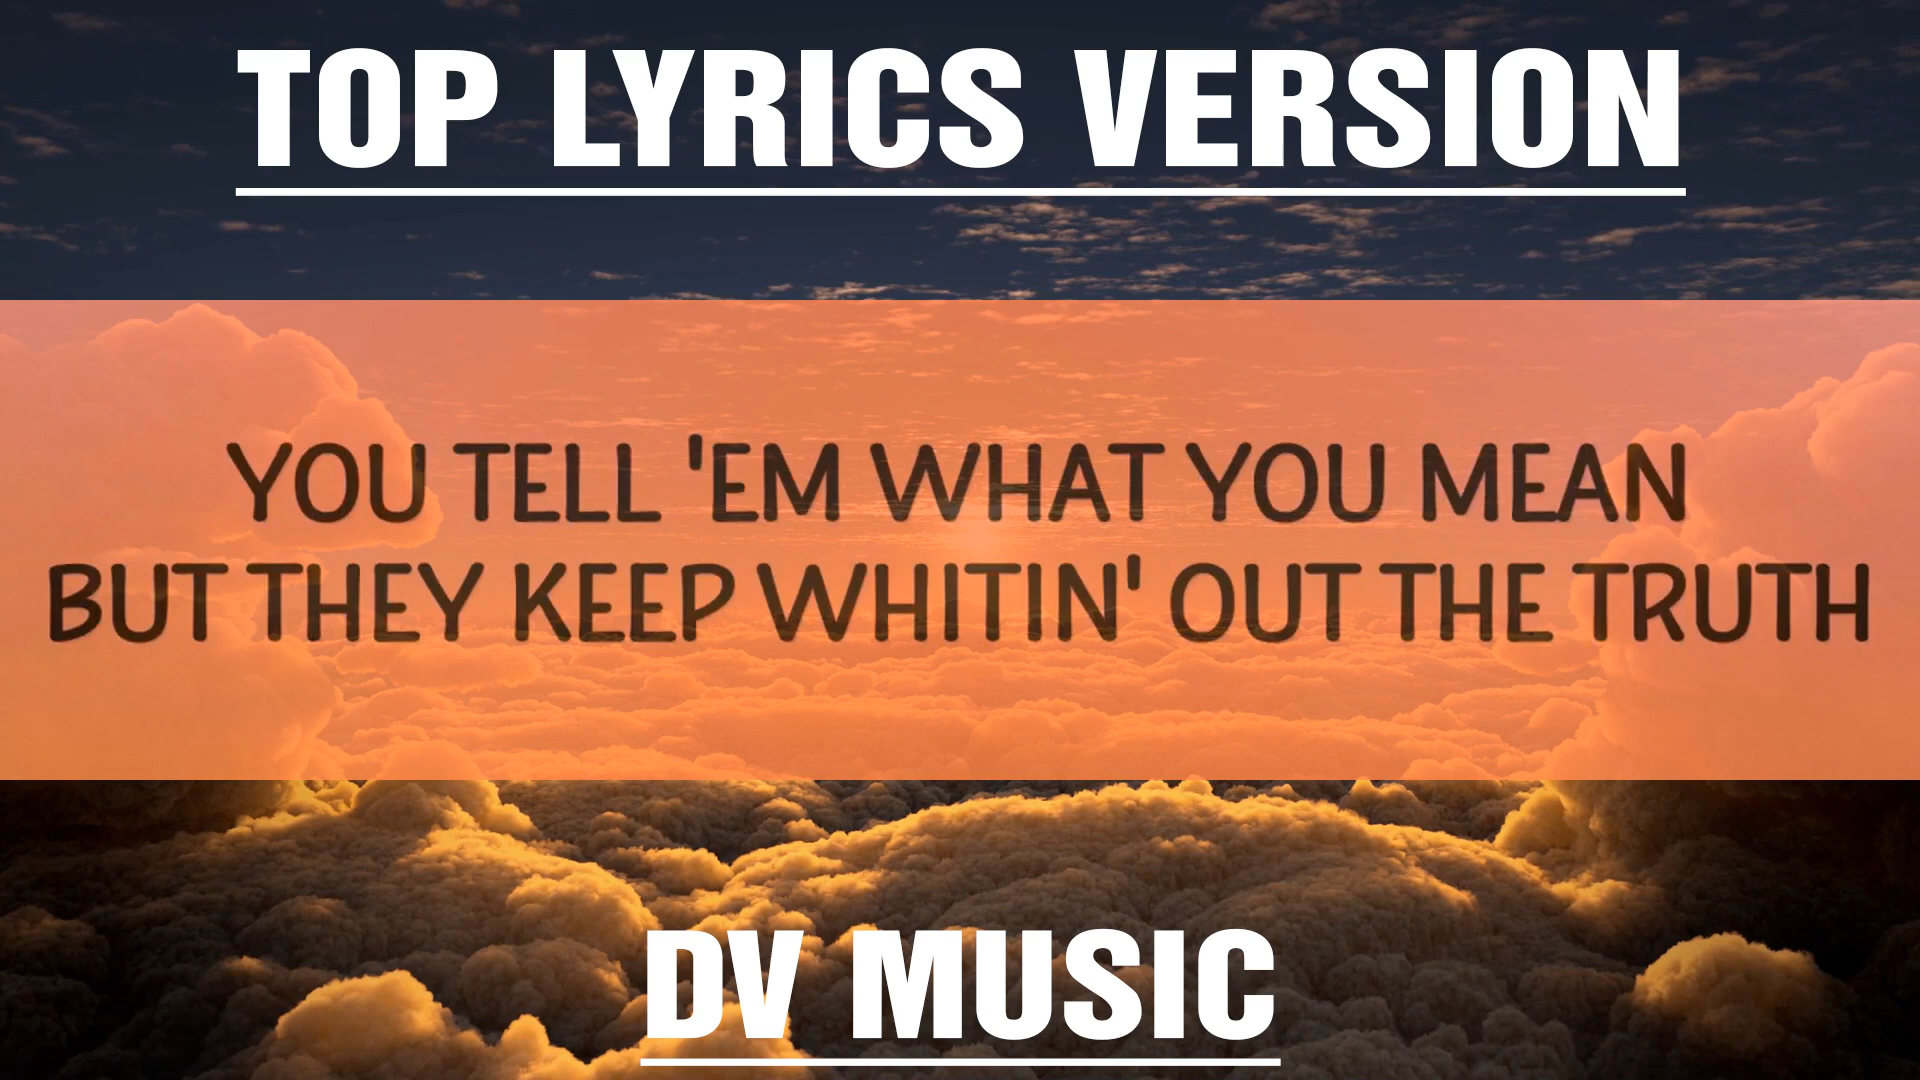 TOP LYRICS VERSION
YOU TELL 'EM WHAT YOU MEAN
BUT THEY KEEP WHITIN' OUT THE TRUTH
DV MUSIC